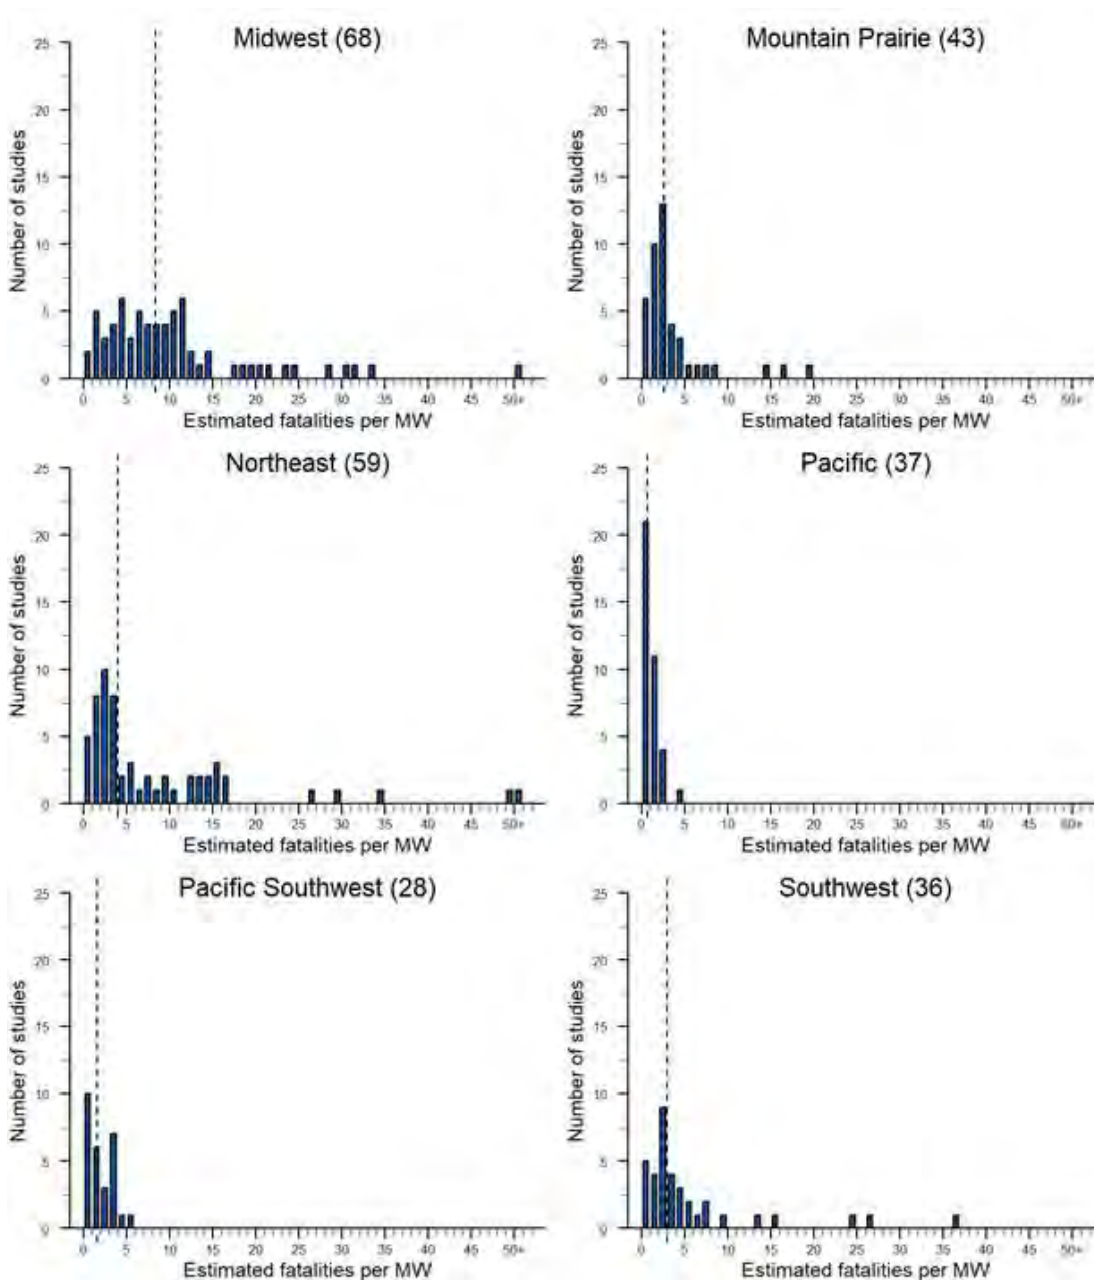 Midwest (68)
25
20
15
10
5
0
Number of studies
0 5 10 15 20 25 30 35 40 45 50+
Estimated fatalities per MW
Mountain Prairie (43)
25
20
15
10
5
0
Number of studies
0 5 10 15 20 25 30 35 40 45 50+
Estimated fatalities per MW
Northeast (59)
25
20
15
10
5
0
Number of studies
0 5 10 15 20 25 30 35 40 45 50+
Estimated fatalities per MW
Pacific (37)
25
20
15
10
5
0
Number of studies
0 5 10 15 20 25 30 35 40 45 50+
Estimated fatalities per MW
Pacific Southwest (28)
25
20
15
10
5
0
Number of studies
0 5 10 15 20 25 30 35 40 45 50+
Estimated fatalities per MW
Southwest (36)
25
20
15
10
5
0
Number of studies
0 5 10 15 20 25 30 35 40 45 50+
Estimated fatalities per MW